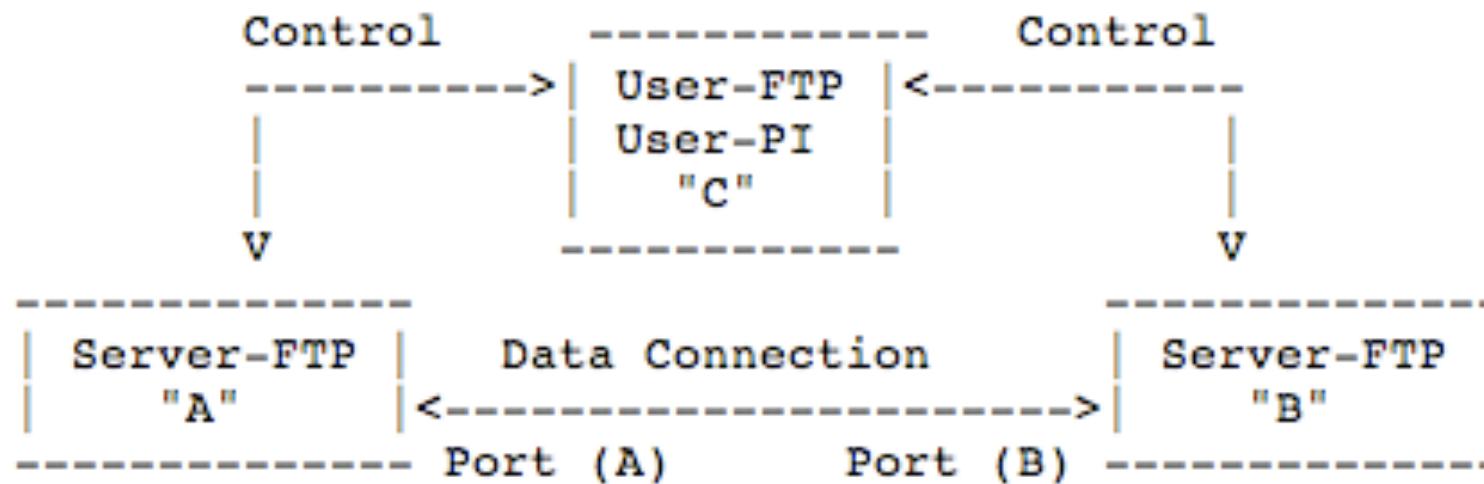 Control     ------------   Control
---------->| User-FTP |<-----------
|          | User-PI  |          |
|          |   "C"    |          |
V          ------------          V
--------------                        --------------
| Server-FTP |   Data Connection      | Server-FTP
|    "A"     |<---------------------->|    "B"
-------------- Port (A)      Port (B) --------------